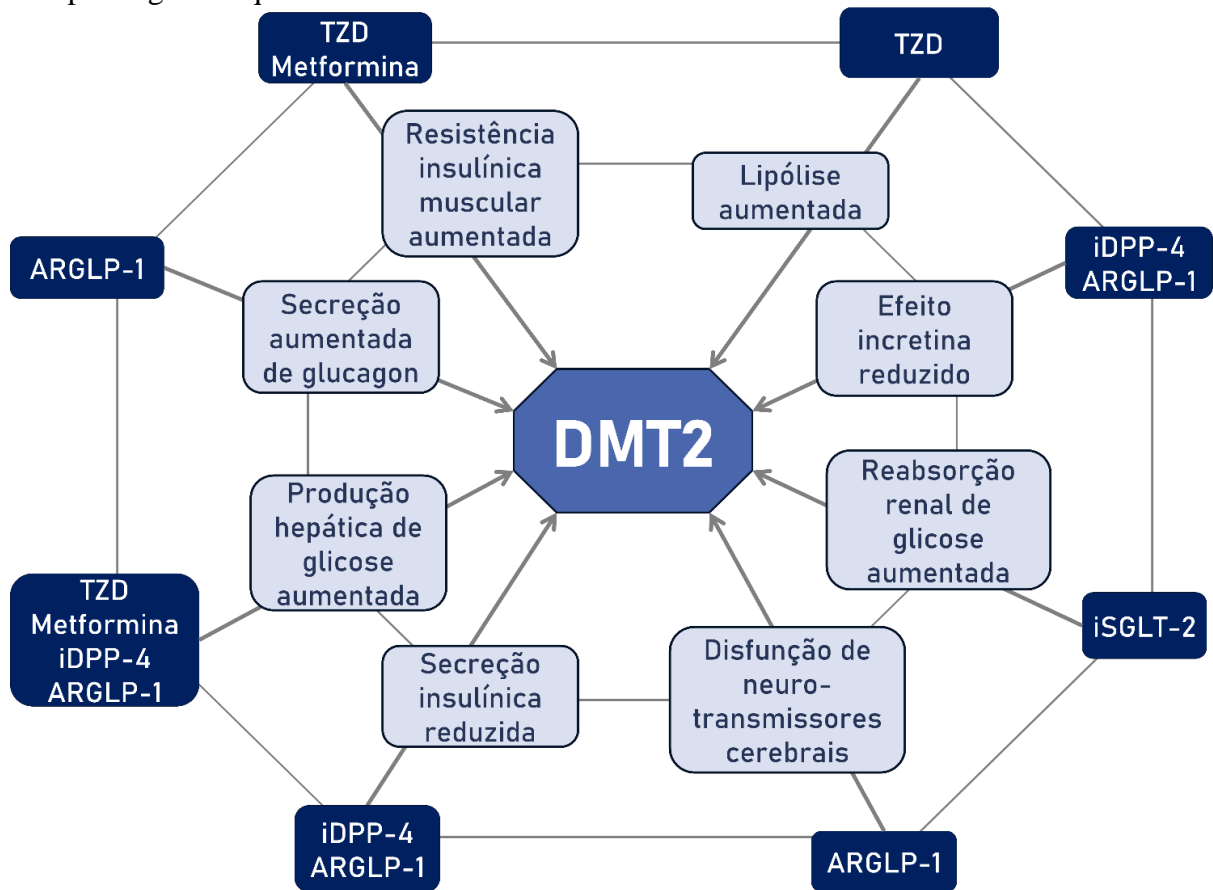 TZD
Metformina
TZD
Resistência
insulínica
muscular
aumentada
Lipólise
aumentada
ARGLP-1
iDPP-4
ARGLP-1
Secreção
aumentada
de glucagon
Efeito
incretina
reduzido
DMT2
Produção
hepática de
glicose
aumentada
Reabsorção
renal de
glicose
aumentada
TZD
Metformina
iDPP-4
ARGLP-1
iSGLT-2
Secreção
insulínica
reduzida
Disfunção de
neuro-
transmissores
cerebrais
iDPP-4
ARGLP-1
ARGLP-1